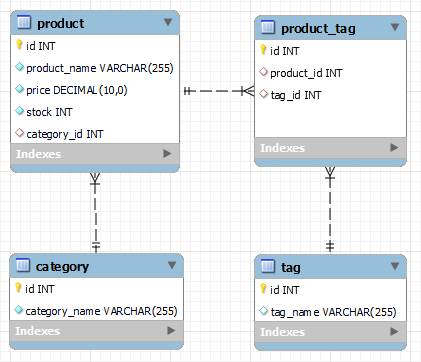 product
id INT
product_name VARCHAR(255)
price DECIMAL(10,0)
stock INT
category_id INT
Indexes
product_tag
id INT
product_id INT
tag_id INT
Indexes
category
id INT
category_name VARCHAR(255)
Indexes
tag
id INT
tag_name VARCHAR(255)
Indexes